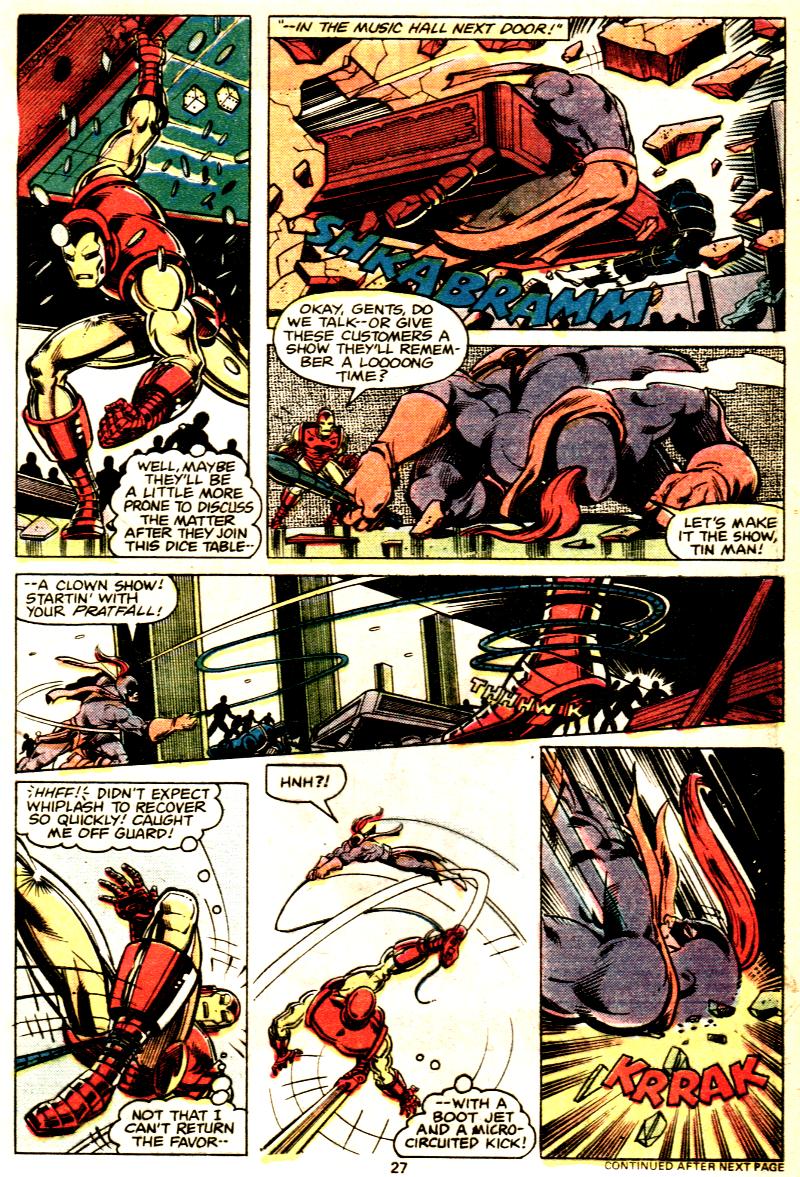 WELL, MAYBE
THEY'LL BE
A LITTLE MORE
PRONE TO DISCUSS
THE MATTER
AFTER THEY JOIN
THIS DICE TABLE--
"--IN THE MUSIC HALL NEXT DOOR!"
SHKABRAMM
OKAY, GENTS, DO
WE TALK--OR GIVE
THESE CUSTOMERS A
SHOW THEY'LL REMEM-
BER A LOOOONG
TIME?
LET'S MAKE
IT THE SHOW,
TIN MAN!
--A CLOWN SHOW!
STARTIN' WITH
YOUR PRATFALL!
THHHWIK
HHFF! DIDN'T EXPECT
WHIPLASH TO RECOVER
SO QUICKLY! CAUGHT
ME OFF GUARD!
NOT THAT I
CAN'T RETURN
THE FAVOR--
HNH?!
--WITH A
BOOT JET
AND A MICRO-
CIRCUITED KICK!
KRRAK
27
CONTINUED AFTER NEXT PAGE